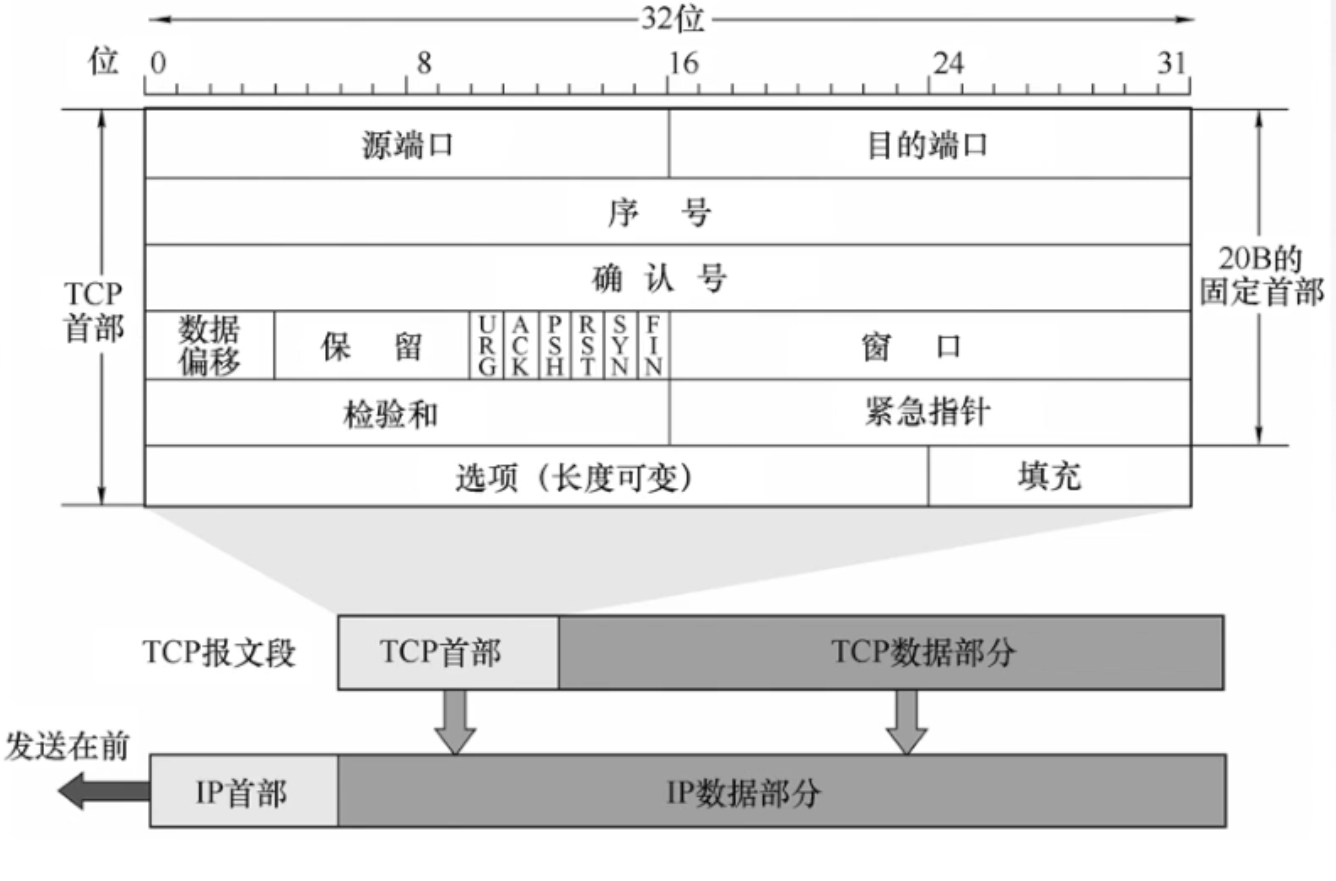 32位
位 0 8 16 24 31
源端口 目的端口
序 号
确 认 号
TCP
首部
20B的
固定首部
数据
偏移
保 留
URG
ACK
PSH
RST
SYN
FIN
窗 口
检验和 紧急指针
选项（长度可变） 填充
TCP报文段 TCP首部 TCP数据部分
发送在前
IP首部 IP数据部分